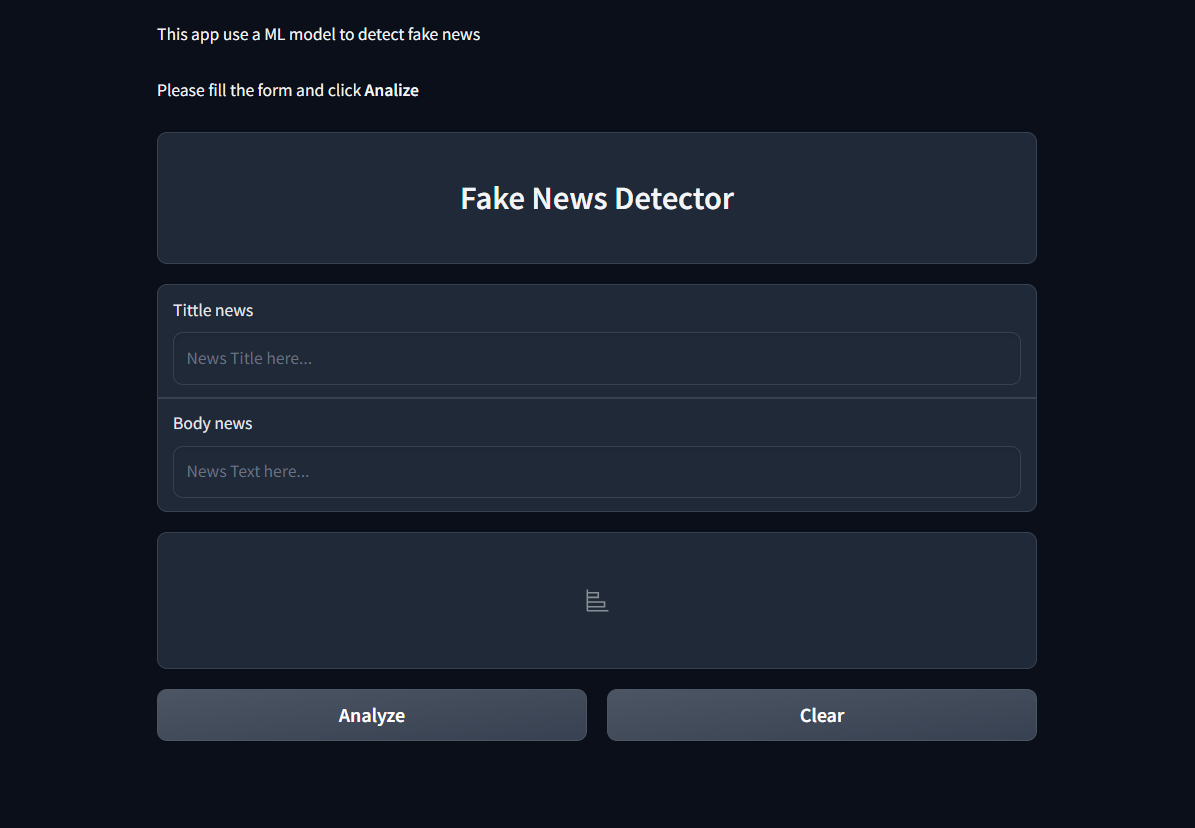 This app use a ML model to detect fake news
Please fill the form and click Analize
Fake News Detector
Tittle news
News Title here...
Body news
News Text here...
Analyze
Clear